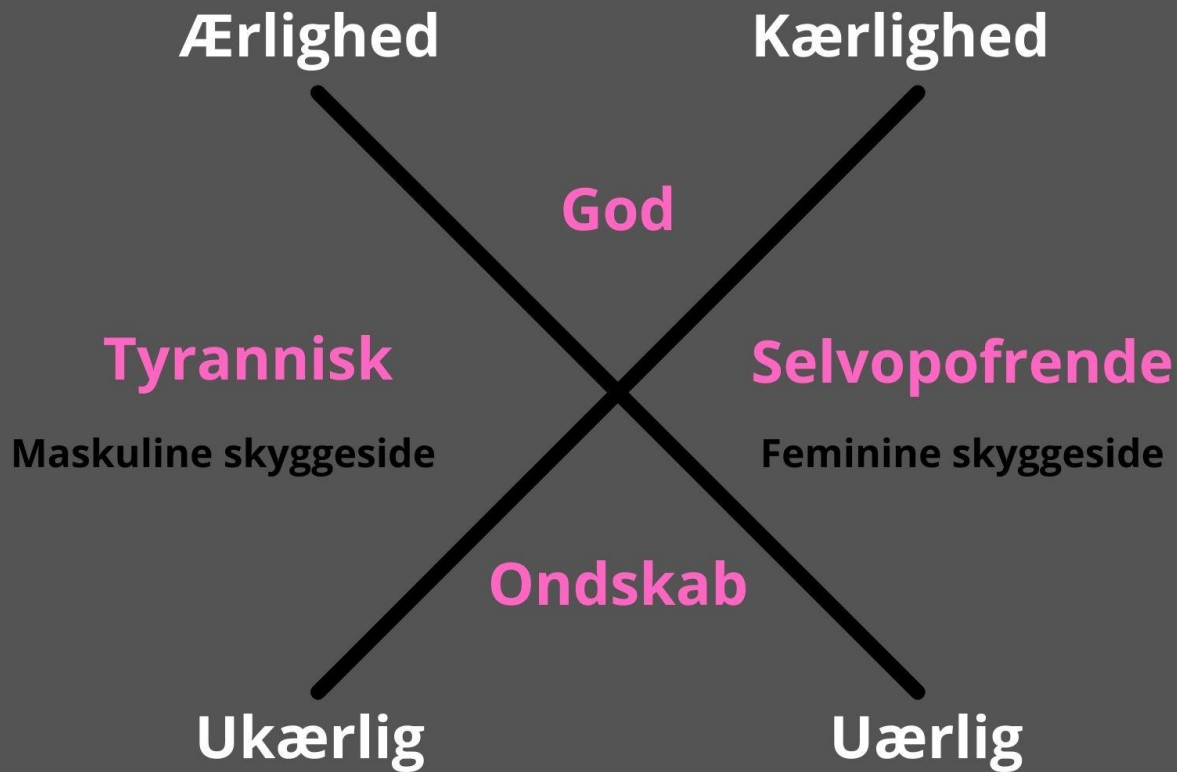 Ærlighed
Kærlighed
God
Tyrannisk
Selvopofrende
Maskuline skyggeside
Feminine skyggeside
Ondskab
Ukærlig
Uærlig